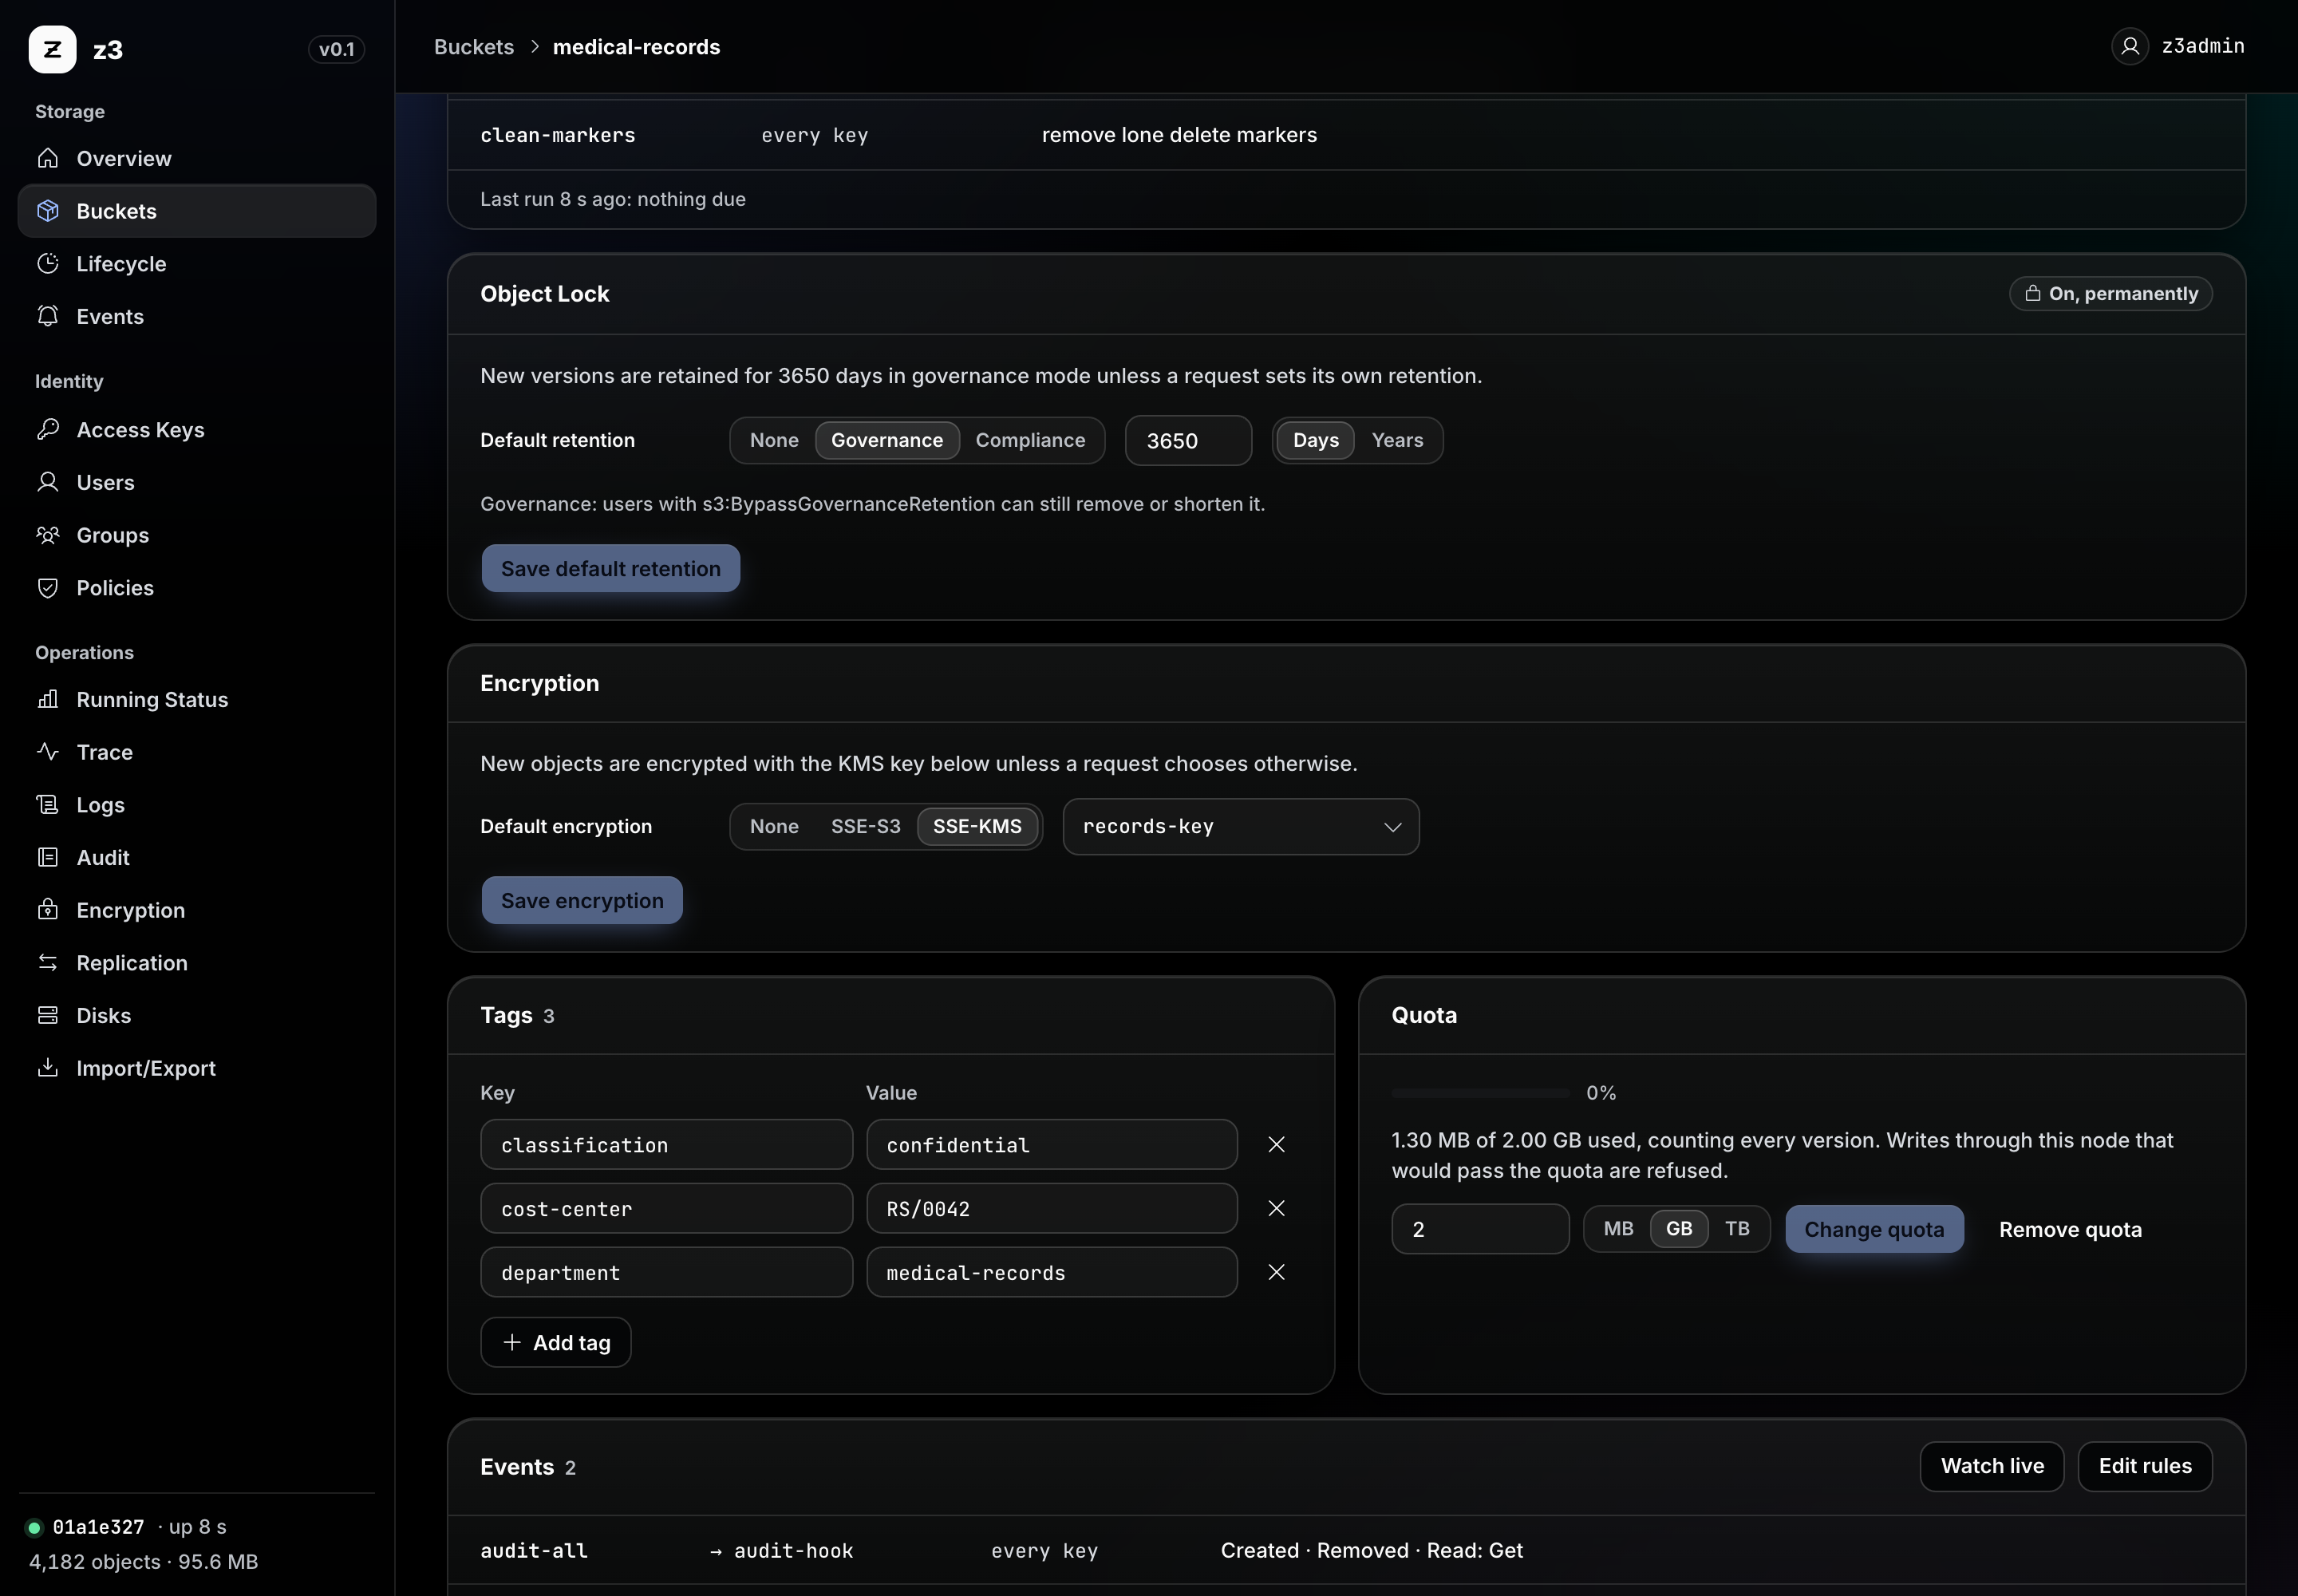 z3
v0.1
Storage
Overview
Buckets
Lifecycle
Events
Identity
Access Keys
Users
Groups
Policies
Operations
Running Status
Trace
Logs
Audit
Encryption
Replication
Disks
Import/Export
01a1e327 · up 8 s
4,182 objects · 95.6 MB
Buckets > medical-records
z3admin
clean-markers every key remove lone delete markers
Last run 8 s ago: nothing due
Object Lock
On, permanently
New versions are retained for 3650 days in governance mode unless a request sets its own retention.
Default retention None Governance Compliance 3650 Days Years
Governance: users with s3:BypassGovernanceRetention can still remove or shorten it.
Save default retention
Encryption
New objects are encrypted with the KMS key below unless a request chooses otherwise.
Default encryption None SSE-S3 SSE-KMS records-key
Save encryption
Tags 3
Key Value
classification confidential
cost-center RS/0042
department medical-records
+ Add tag
Quota
0%
1.30 MB of 2.00 GB used, counting every version. Writes through this node that
would pass the quota are refused.
2 MB GB TB Change quota Remove quota
Events 2
Watch live Edit rules
audit-all → audit-hook every key Created · Removed · Read: Get